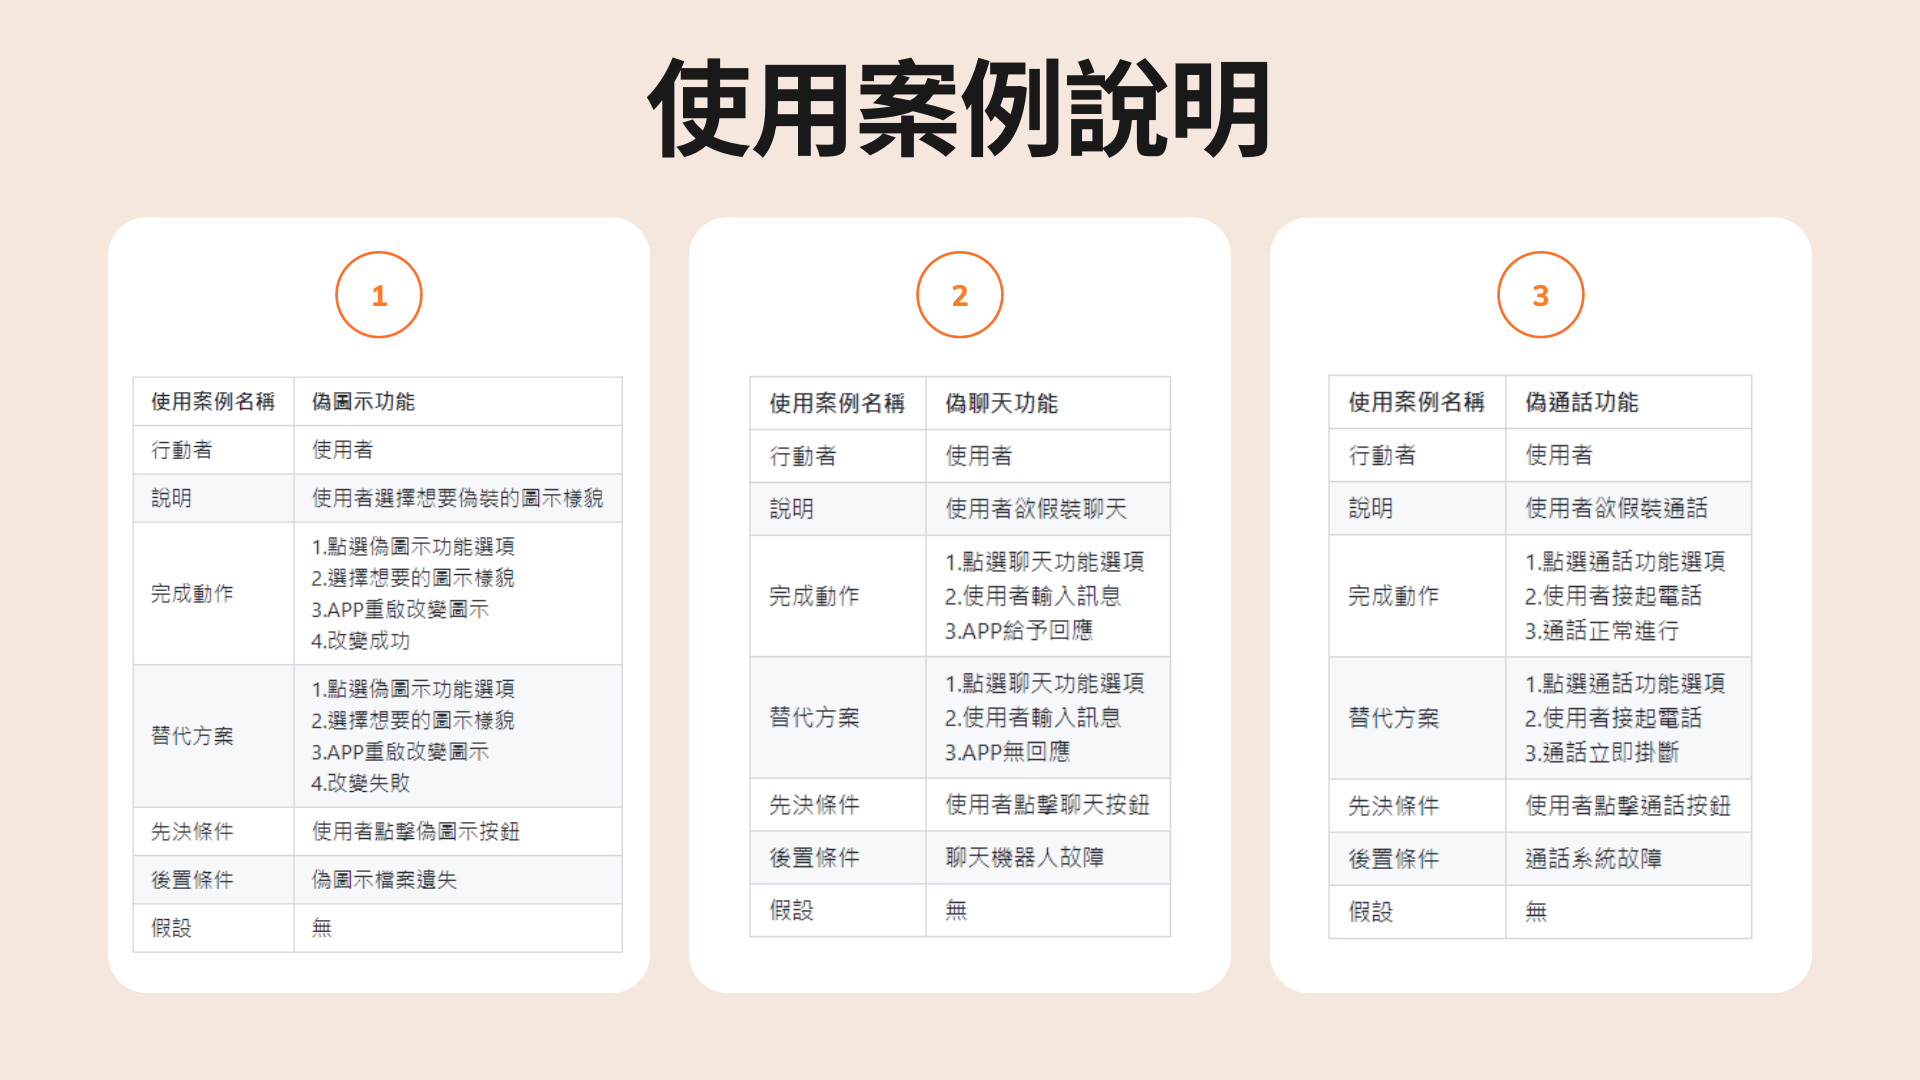 使用案例說明
1
使用案例名稱 偽圖示功能
行動者 使用者
說明 使用者選擇想要偽裝的圖示樣貌
完成動作
1.點選偽圖示功能選項
2.選擇想要的圖示樣貌
3.APP重啟改變圖示
4.改變成功
替代方案
1.點選偽圖示功能選項
2.選擇想要的圖示樣貌
3.APP重啟改變圖示
4.改變失敗
先決條件 使用者點擊偽圖示按鈕
後置條件 偽圖示檔案遺失
假設 無
2
使用案例名稱 偽聊天功能
行動者 使用者
說明 使用者欲假裝聊天
完成動作
1.點選聊天功能選項
2.使用者輸入訊息
3.APP給予回應
替代方案
1.點選聊天功能選項
2.使用者輸入訊息
3.APP無回應
先決條件 使用者點擊聊天按鈕
後置條件 聊天機器人故障
假設 無
3
使用案例名稱 偽通話功能
行動者 使用者
說明 使用者欲假裝通話
完成動作
1.點選通話功能選項
2.使用者接起電話
3.通話正常進行
替代方案
1.點選通話功能選項
2.使用者接起電話
3.通話立即掛斷
先決條件 使用者點擊通話按鈕
後置條件 通話系統故障
假設 無